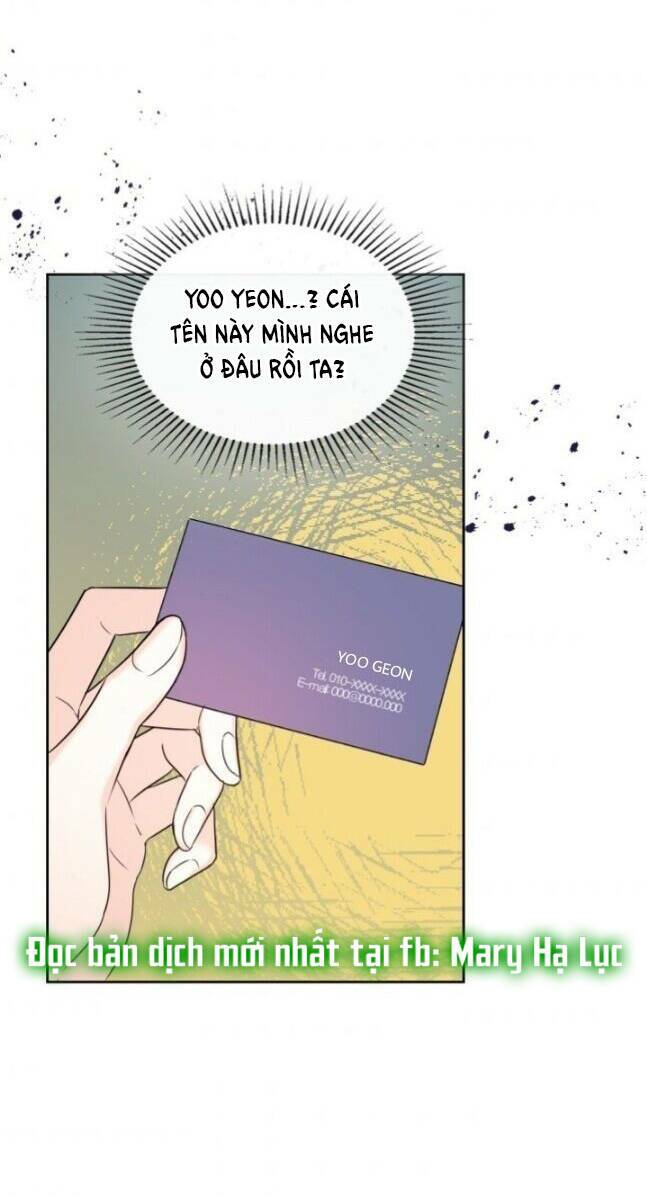 YOO YEON...? CÁI
TÊN NÀY MÌNH NGHE
Ở ĐÂU RỒI TA?
YOO GEON
Tel. 010-XXXX-XXXX
E-mail. 000@0000.000
Đọc bản dịch mới nhất tại fb: Mary Hạ Lục